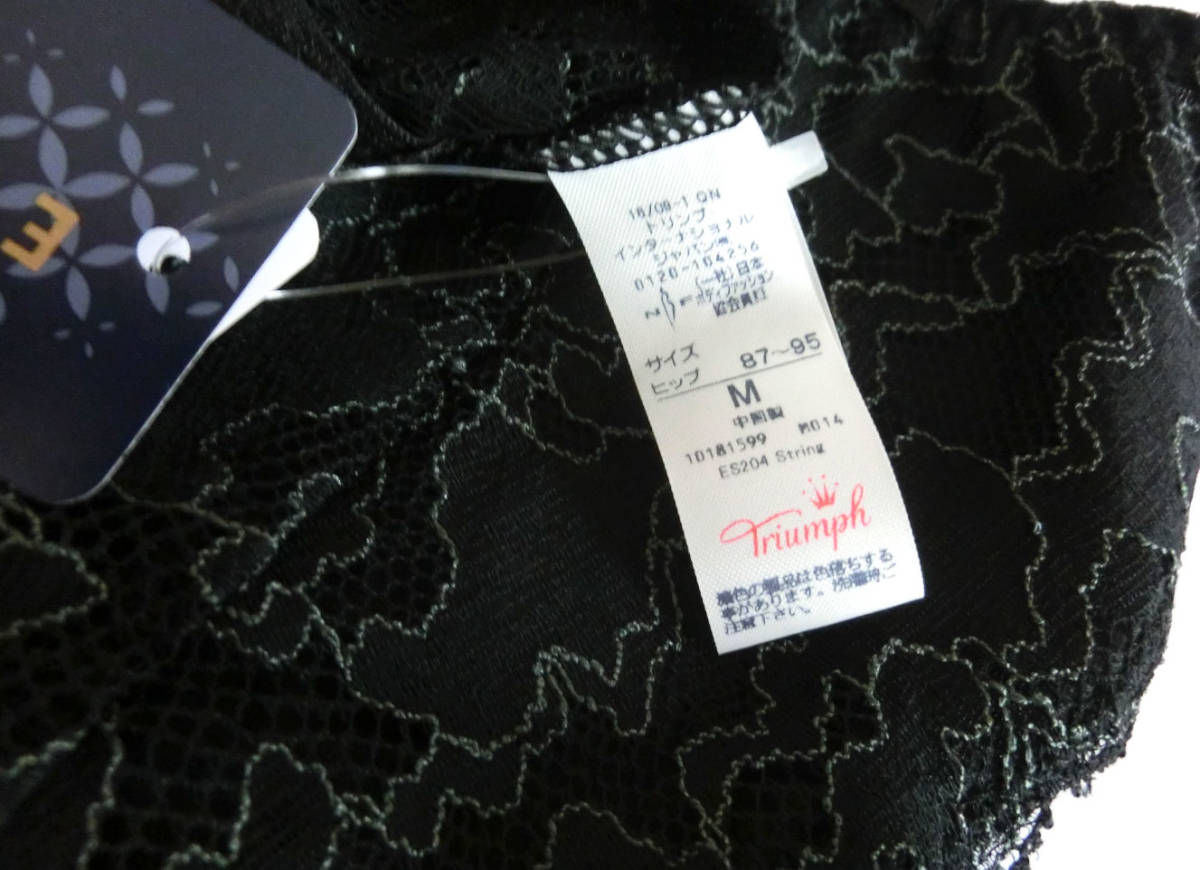 E
16/09-1 QN
トリンプ
インターナショナル
ジャパン㈱
0120-104256
(一社)日本
NBF ボディファッション
協会員17
サイズ
ヒップ 87～95
M
中国製
10181599 M014
ES204 String
Triumph
濃色の製品は色落ちする
事があります。洗濯時ご
注意下さい。